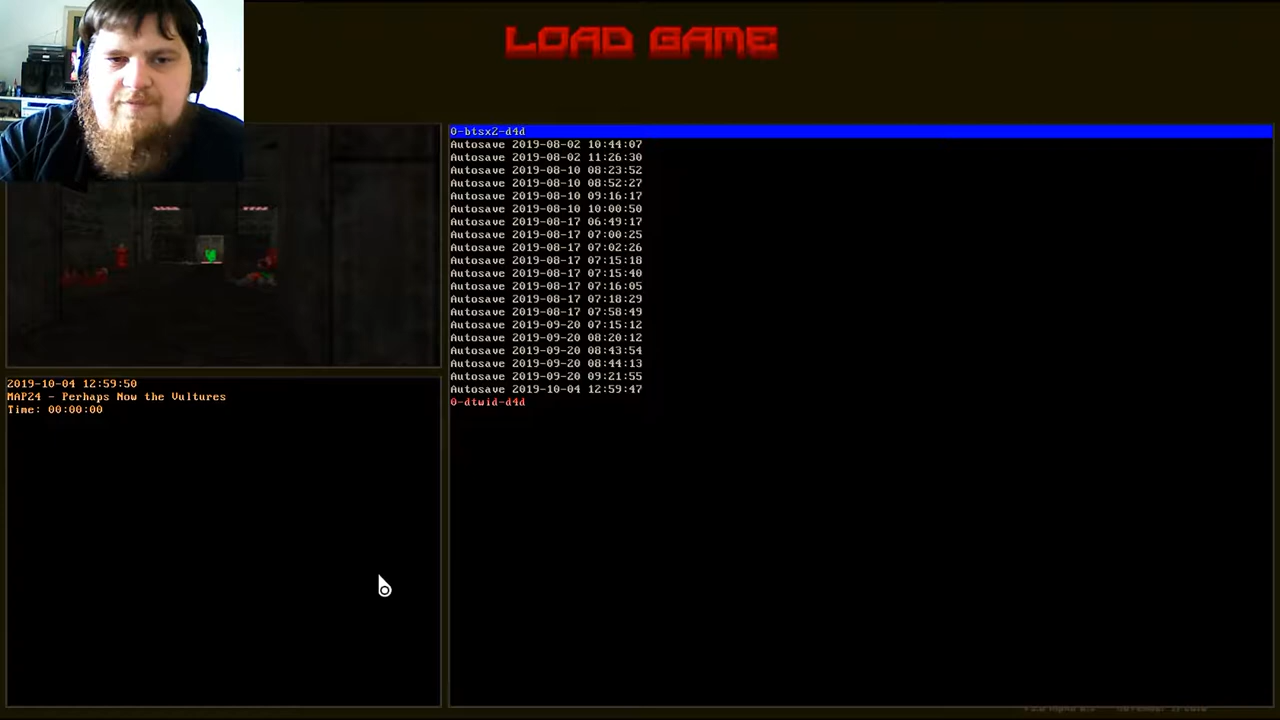 LOAD GAME
0-btsx2-d4d
Autosave 2019-08-02 10:44:07
Autosave 2019-08-02 11:26:30
Autosave 2019-08-10 08:23:52
Autosave 2019-08-10 08:52:27
Autosave 2019-08-10 09:16:17
Autosave 2019-08-10 10:00:50
Autosave 2019-08-17 06:49:17
Autosave 2019-08-17 07:00:25
Autosave 2019-08-17 07:02:26
Autosave 2019-08-17 07:15:18
Autosave 2019-08-17 07:15:40
Autosave 2019-08-17 07:16:05
Autosave 2019-08-17 07:18:29
Autosave 2019-08-17 07:58:49
Autosave 2019-09-20 07:15:12
Autosave 2019-09-20 08:20:12
Autosave 2019-09-20 08:43:54
Autosave 2019-09-20 08:44:13
Autosave 2019-09-20 09:21:55
Autosave 2019-10-04 12:59:47
0-dtwid-d4d
2019-10-04 12:59:50
MAP24 - Perhaps Now the Vultures
Time: 00:00:00